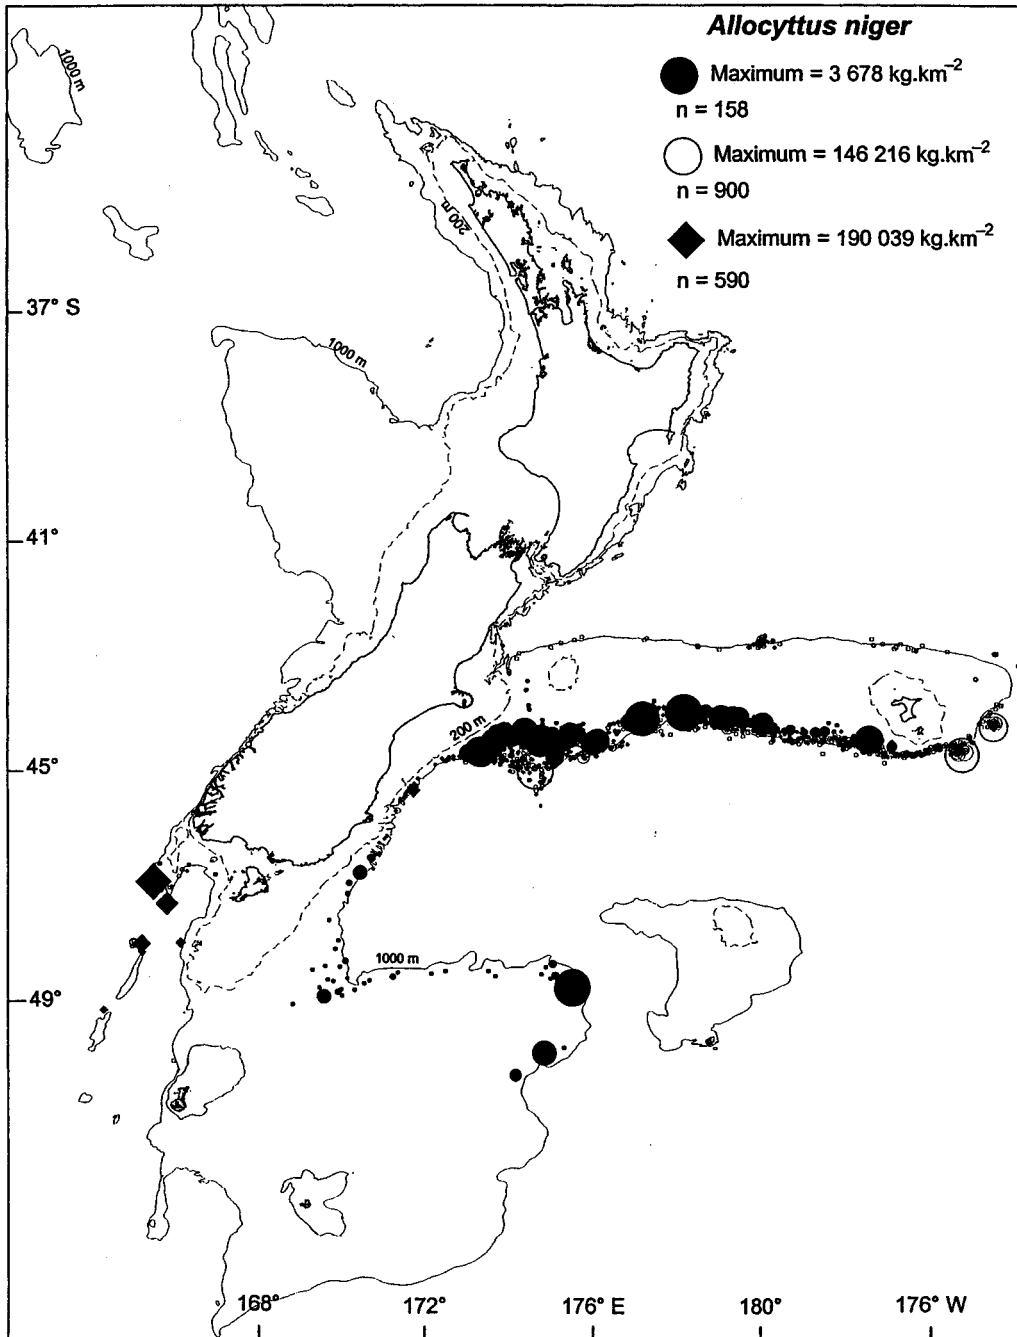 Allocyttus niger
Maximum = 3 678 kg.km⁻²
n = 158
Maximum = 146 216 kg.km⁻²
n = 900
Maximum = 190 039 kg.km⁻²
n = 590
1000 m
200 m
37° S
1000 m
41°
200 m
45°
1000 m
49°
168°
172°
176° E
180°
176° W